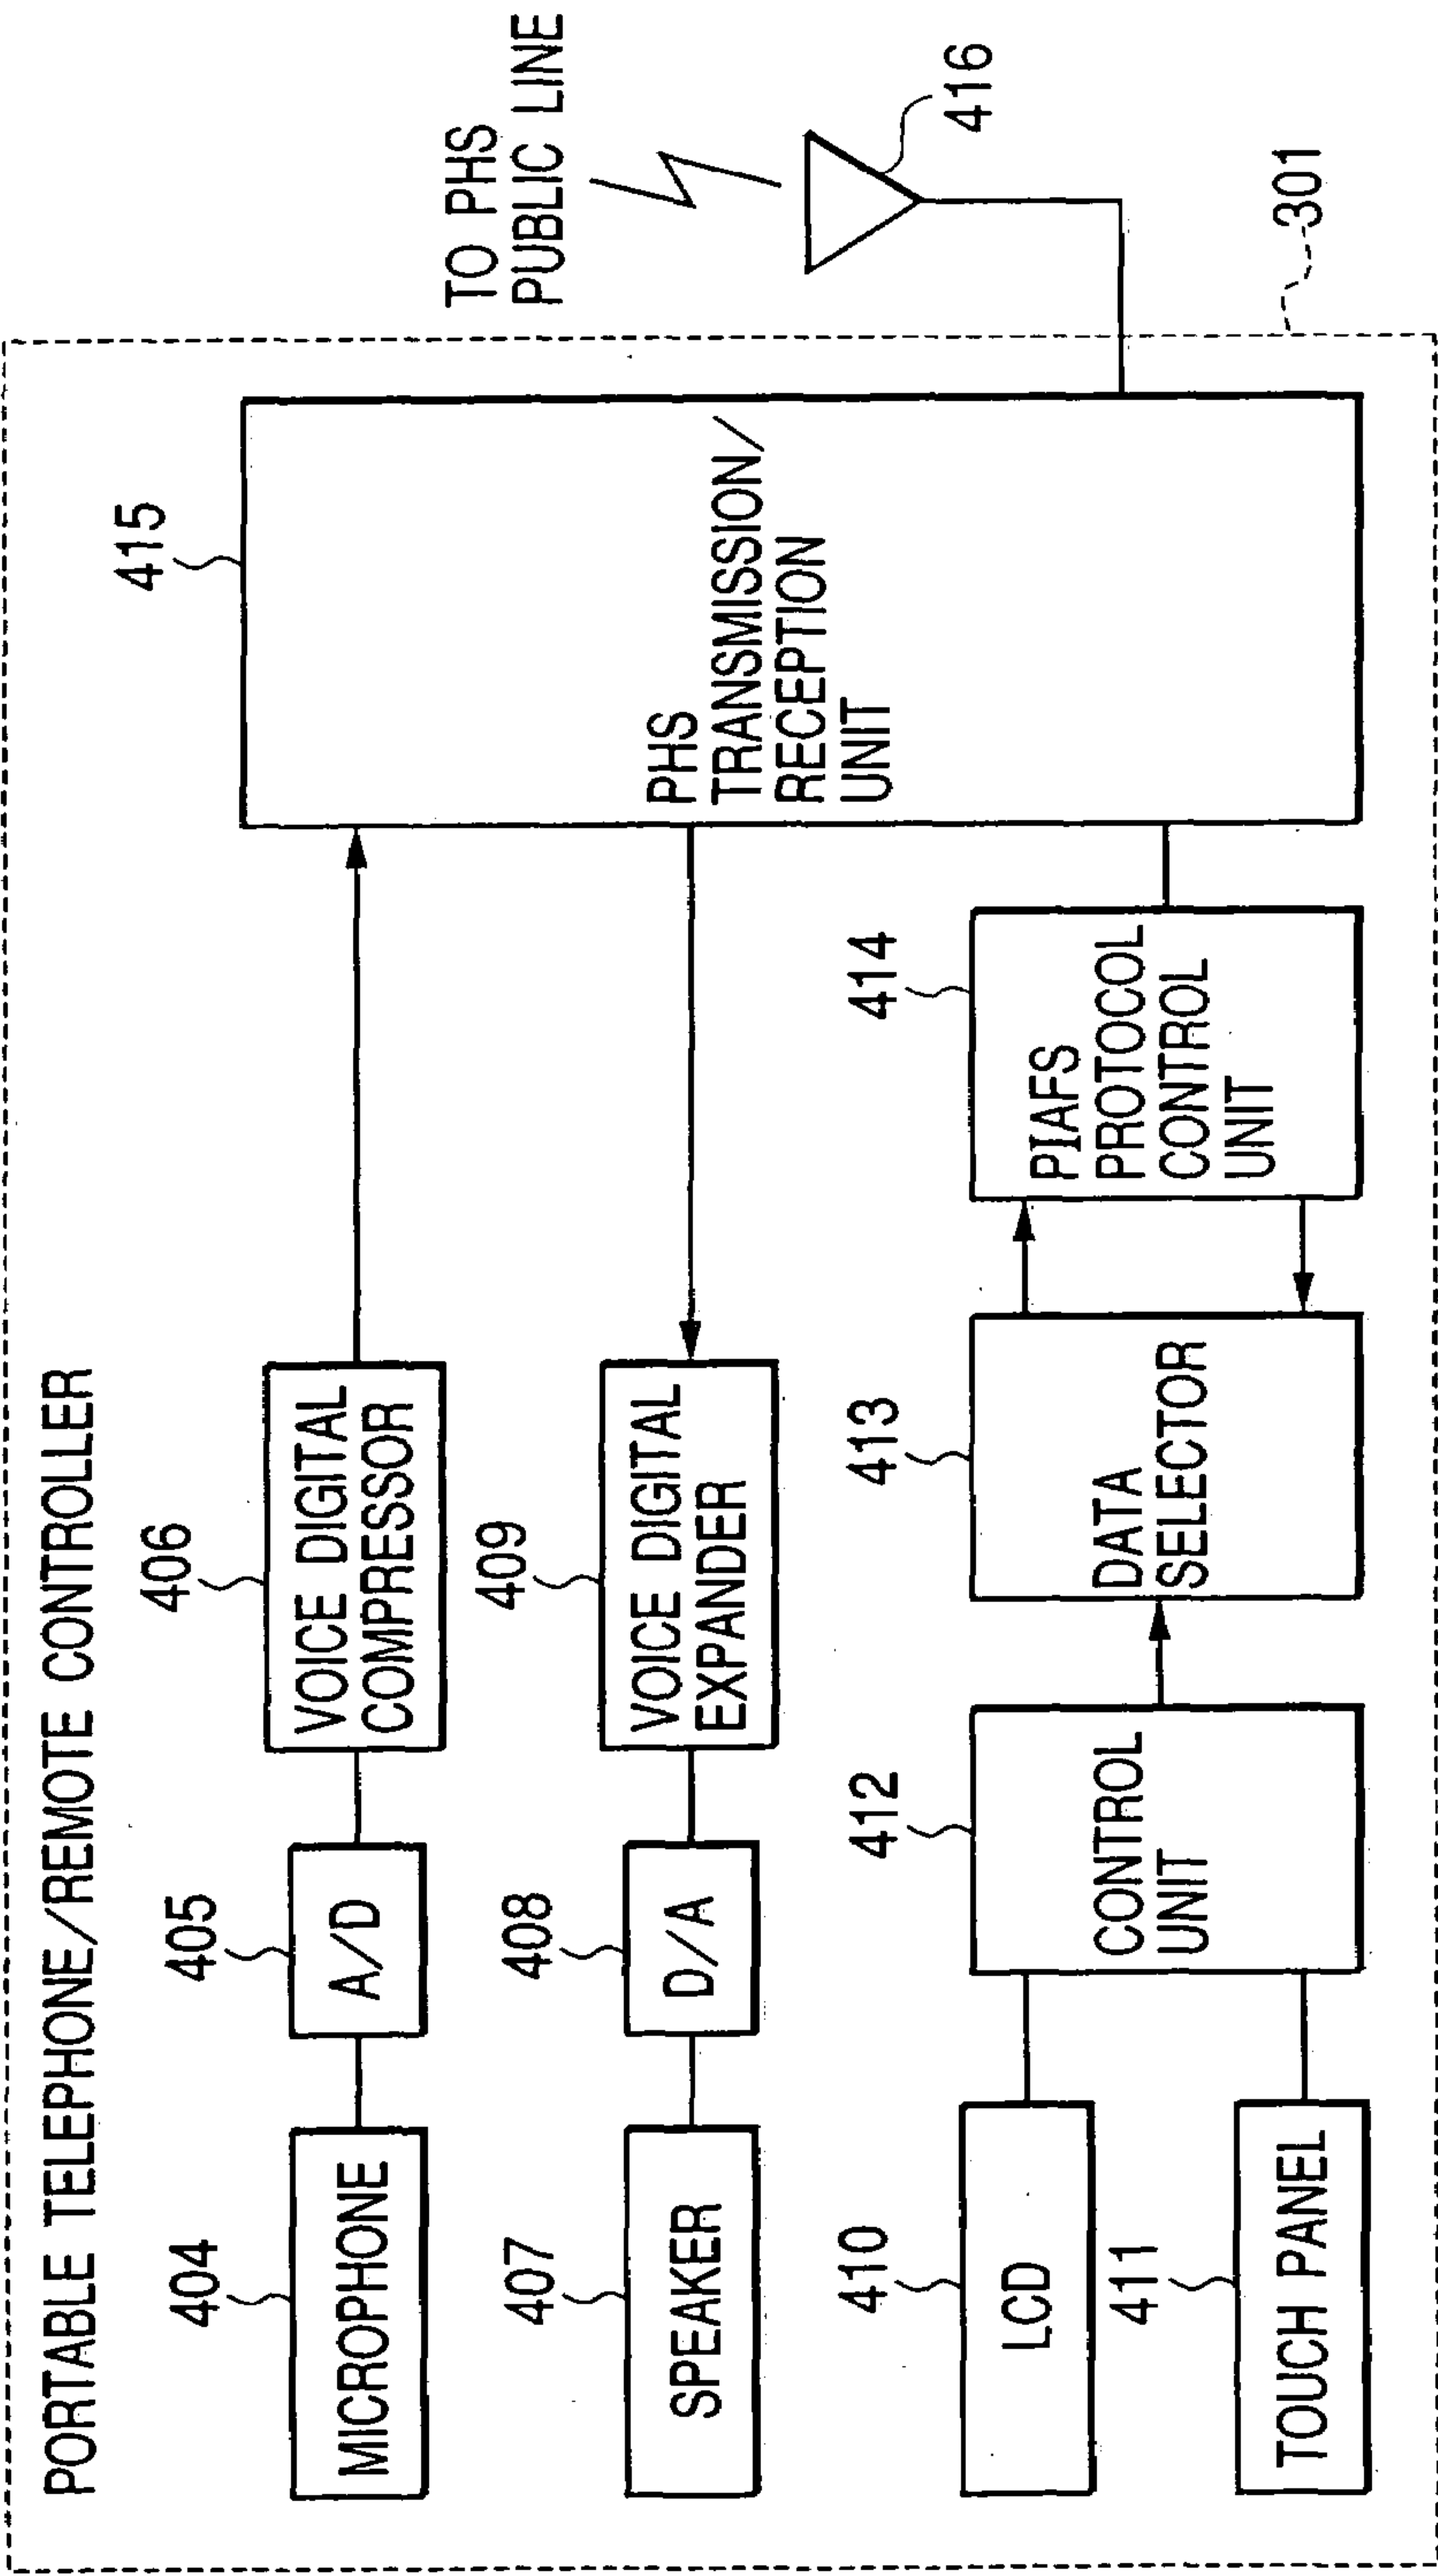 PORTABLE TELEPHONE/REMOTE CONTROLLER
404
MICROPHONE
405
A/D
406
VOICE DIGITAL
COMPRESSOR
415
PHS
TRANSMISSION/
RECEPTION
UNIT
TO PHS
PUBLIC LINE
416
407
SPEAKER
408
D/A
409
VOICE DIGITAL
EXPANDER
410
LCD
411
TOUCH PANEL
412
CONTROL
UNIT
413
DATA
SELECTOR
414
PIAFS
PROTOCOL
CONTROL
UNIT
301